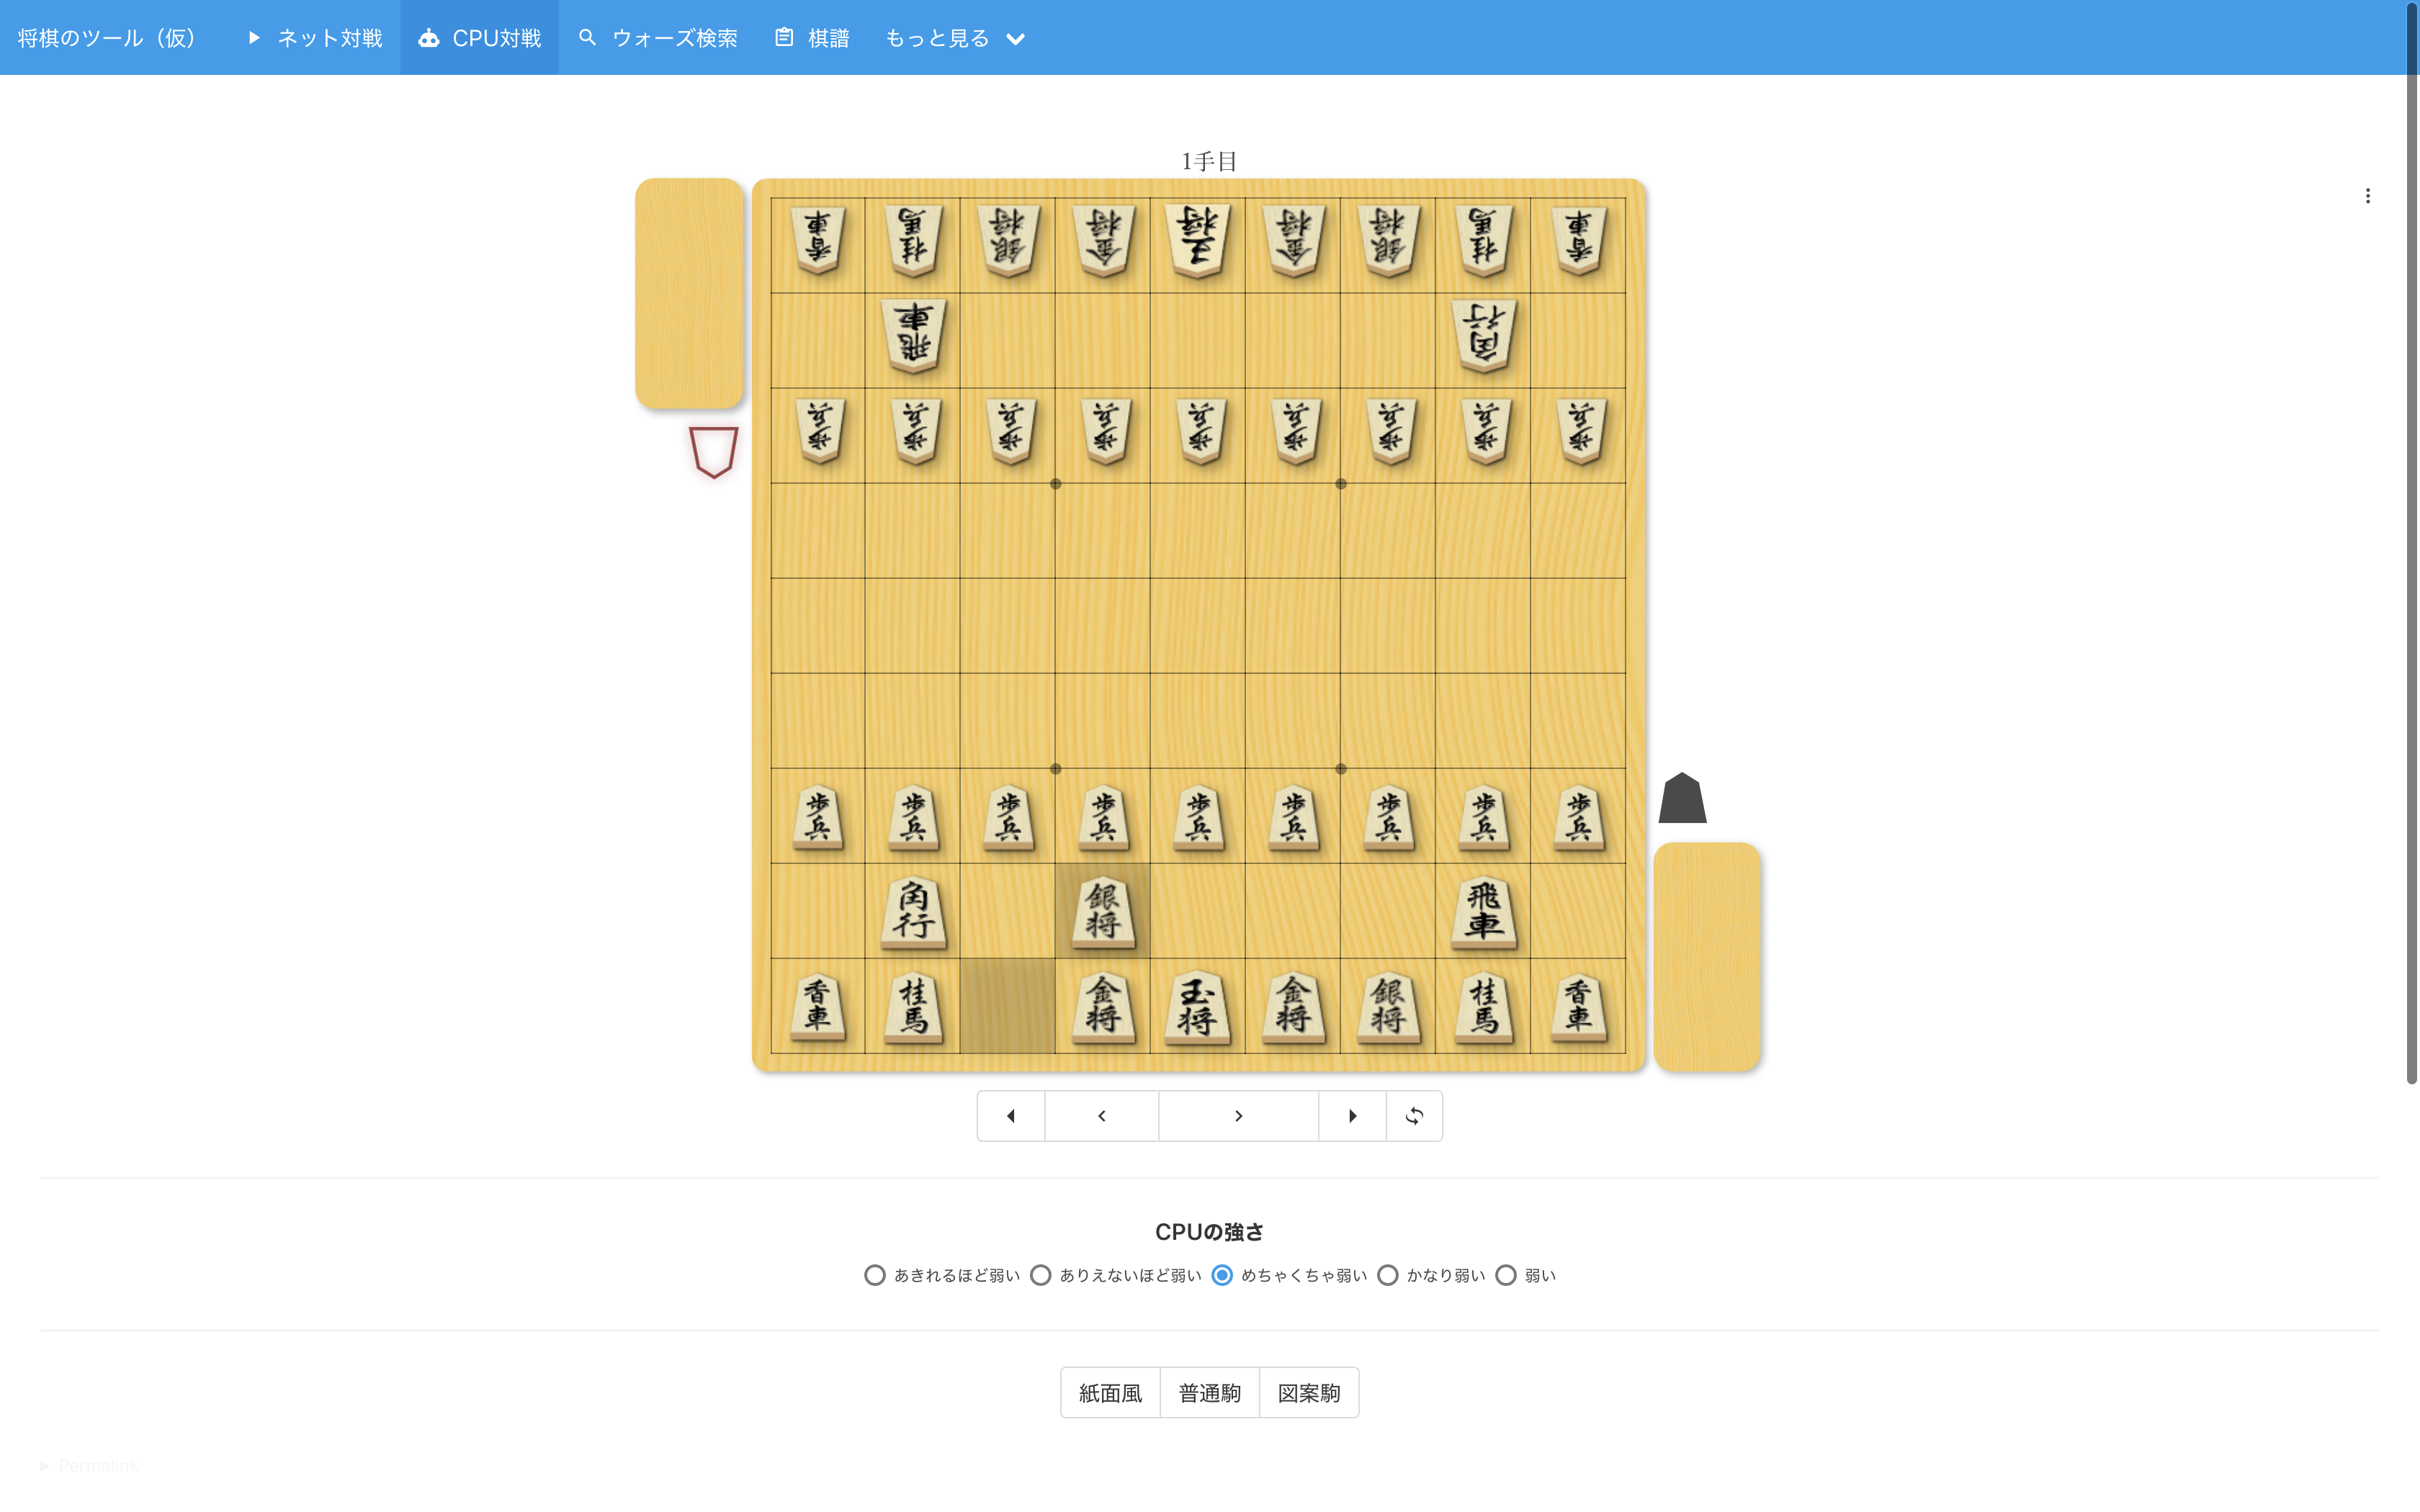 将棋のツール（仮） ネット対戦 CPU対戦 ウォーズ検索 棋譜 もっと見る
1手目
香車 桂馬 銀将 金将 王将 金将 銀将 桂馬 香車
飛車 角行
歩兵 歩兵 歩兵 歩兵 歩兵 歩兵 歩兵 歩兵 歩兵
歩兵 歩兵 歩兵 歩兵 歩兵 歩兵 歩兵 歩兵 歩兵
角行 銀将 飛車
香車 桂馬 金将 玉将 金将 銀将 桂馬 香車
CPUの強さ
あきれるほど弱い ありえないほど弱い めちゃくちゃ弱い かなり弱い 弱い
紙面風 普通駒 図案駒
Permalink